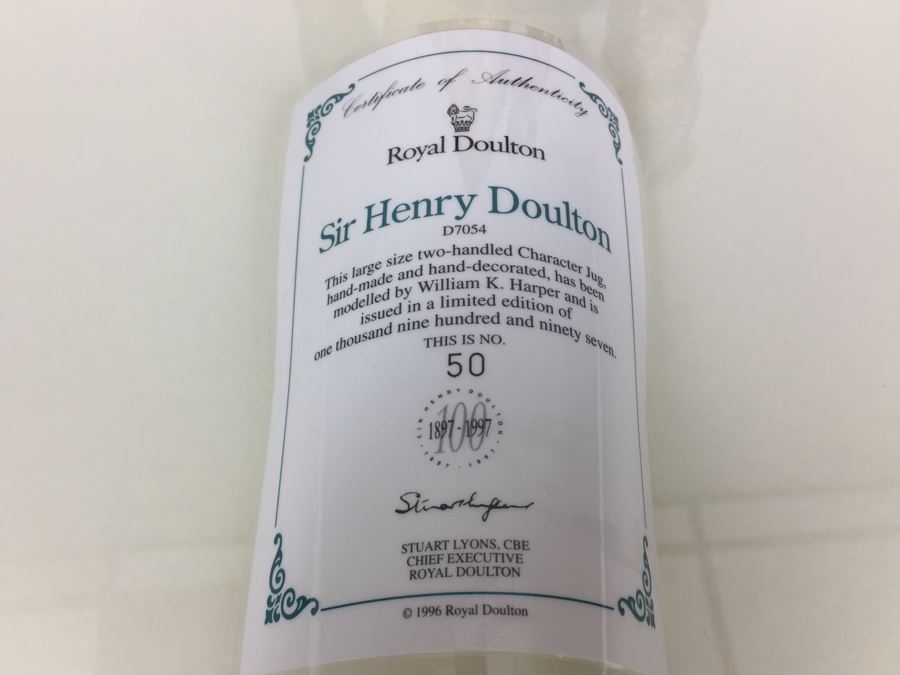 Certificate of Authenticity
Royal Doulton
Sir Henry Doulton
D7054
This large size two-handled Character Jug,
hand-made and hand-decorated, has been
modelled by William K. Harper and is
issued in a limited edition of
one thousand nine hundred and ninety seven.
THIS IS NO.
50
SIR HENRY DOULTON
100
1897-1997
STUART LYONS, CBE
CHIEF EXECUTIVE
ROYAL DOULTON
© 1996 Royal Doulton